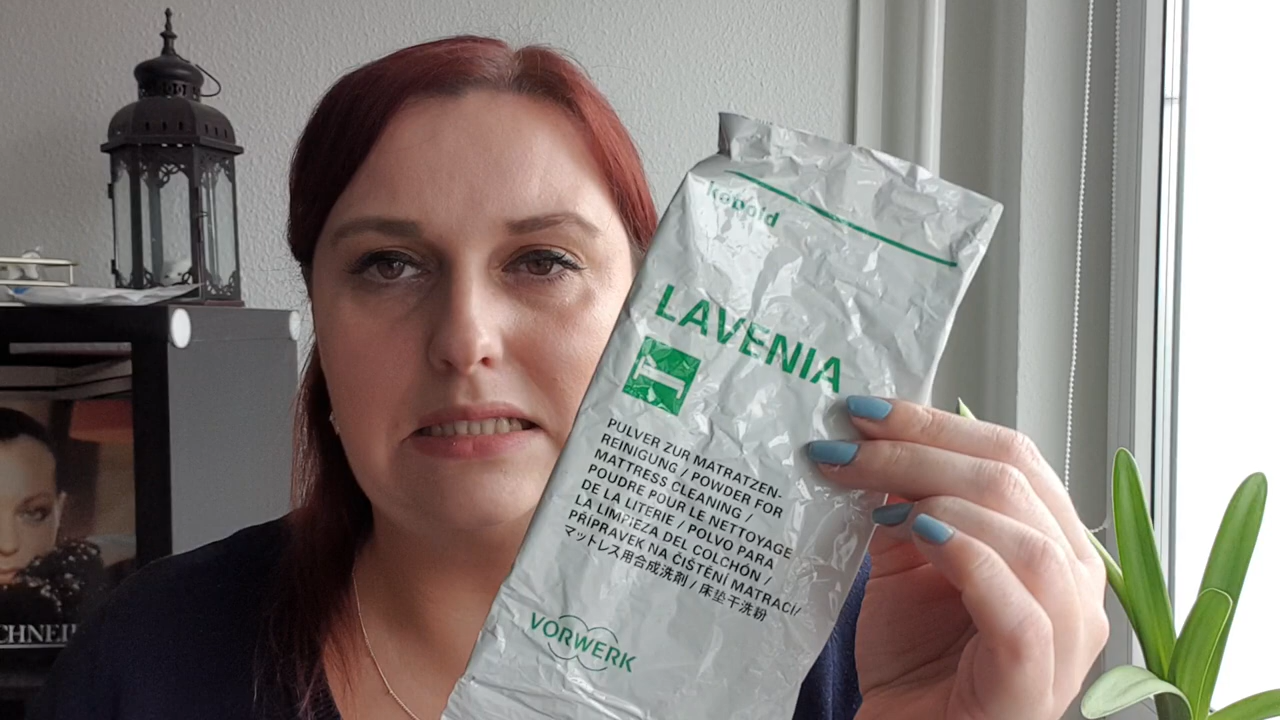 kobold
LAVENIA
PULVER ZUR MATRATZEN-
REINIGUNG / POWDER FOR
MATTRESS CLEANING /
POUDRE POUR LE NETTOYAGE
DE LA LITERIE / POLVO PARA
LA LIMPIEZA DEL COLCHÓN /
PŘÍPRAVEK NA ČIŠTĚNÍ MATRACÍ/
マットレス用合成洗剤 / 床垫干洗粉
VORWERK